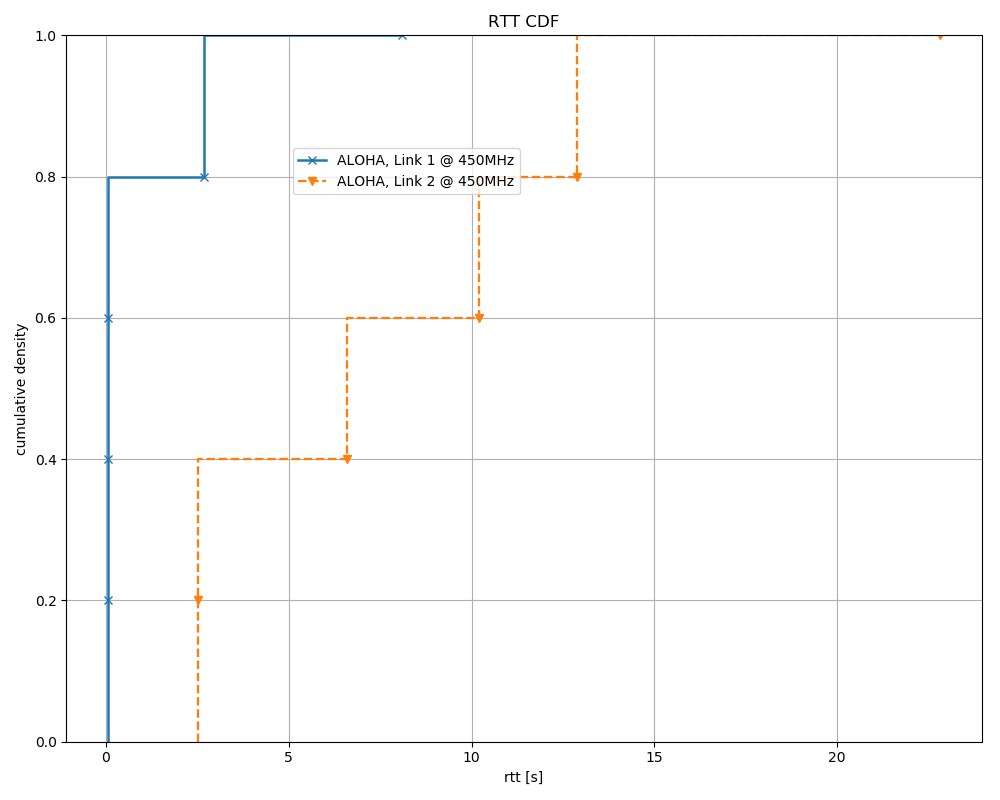 RTT CDF
1.0
0.8
0.6
0.4
0.2
0.0
cumulative density
ALOHA, Link 1 @ 450MHz
ALOHA, Link 2 @ 450MHz
0 5 10 15 20
rtt [s]